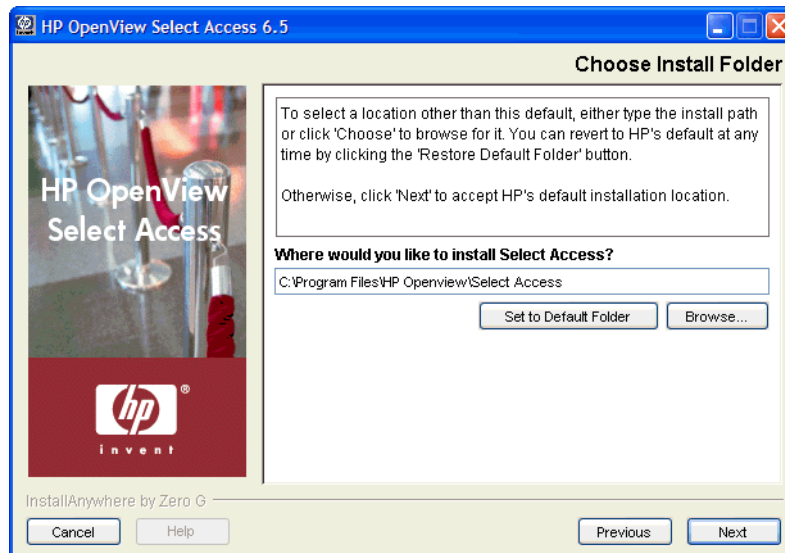 HP OpenView Select Access 6.5
Choose Install Folder
To select a location other than this default, either type the install path
or click 'Choose' to browse for it. You can revert to HP's default at any
time by clicking the 'Restore Default Folder' button.
Otherwise, click 'Next' to accept HP's default installation location.
HP OpenView
Select Access
Where would you like to install Select Access?
C:\Program Files\HP Openview\Select Access
Set to Default Folder
Browse...
hp
®
invent
InstallAnywhere by Zero G
Cancel
Help
Previous
Next